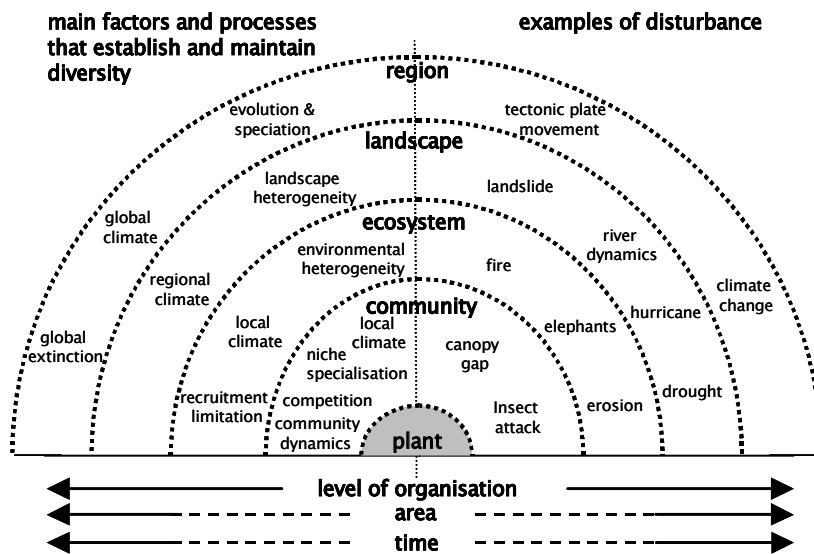 main factors and processes
that establish and maintain
diversity
examples of disturbance
region
evolution &
speciation
tectonic plate
movement
landscape
landscape
heterogeneity
landslide
global
climate
ecosystem
river
dynamics
environmental
heterogeneity
fire
regional
climate
climate
change
community
local
climate
local
climate
hurricane
elephants
global
extinction
niche
specialisation
canopy
gap
recruitment
limitation
competition
drought
erosion
community
dynamics
Insect
attack
plant
level of organisation
area
time